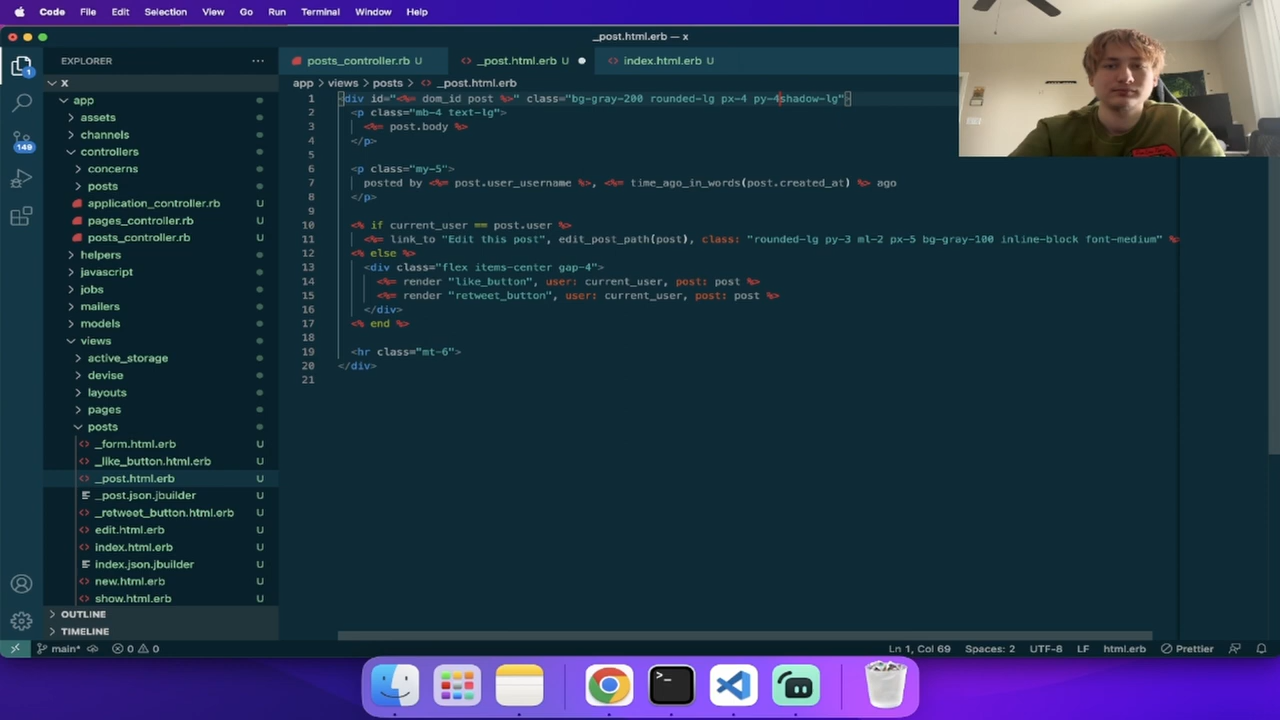 Code File Edit Selection View Go Run Terminal Window Help
_post.html.erb — x
EXPLORER
posts_controller.rb U
_post.html.erb U
index.html.erb U
1
X
app > views > posts > _post.html.erb
app
assets
channels
controllers
concerns
posts
application_controller.rb U
pages_controller.rb U
posts_controller.rb U
helpers
javascript
jobs
mailers
models
views
active_storage
devise
layouts
pages
posts
_form.html.erb U
_like_button.html.erb U
_post.html.erb U
_post.json.jbuilder U
_retweet_button.html.erb U
edit.html.erb U
index.html.erb U
index.json.jbuilder U
new.html.erb U
show.html.erb U
OUTLINE
TIMELINE
149
1 <div id="<%= dom_id post %>" class="bg-gray-200 rounded-lg px-4 py-4shadow-lg">
2 <p class="mb-4 text-lg">
3 <%= post.body %>
4 </p>
5
6 <p class="my-5">
7 posted by <%= post.user_username %>, <%= time_ago_in_words(post.created_at) %> ago
8 </p>
9
10 <% if current_user == post.user %>
11 <%= link_to "Edit this post", edit_post_path(post), class: "rounded-lg py-3 ml-2 px-5 bg-gray-100 inline-block font-medium" %>
12 <% else %>
13 <div class="flex items-center gap-4">
14 <%= render "like_button", user: current_user, post: post %>
15 <%= render "retweet_button", user: current_user, post: post %>
16 </div>
17 <% end %>
18
19 <hr class="mt-6">
20 </div>
21
main* 0 0
Ln 1, Col 69 Spaces: 2 UTF-8 LF html.erb Prettier